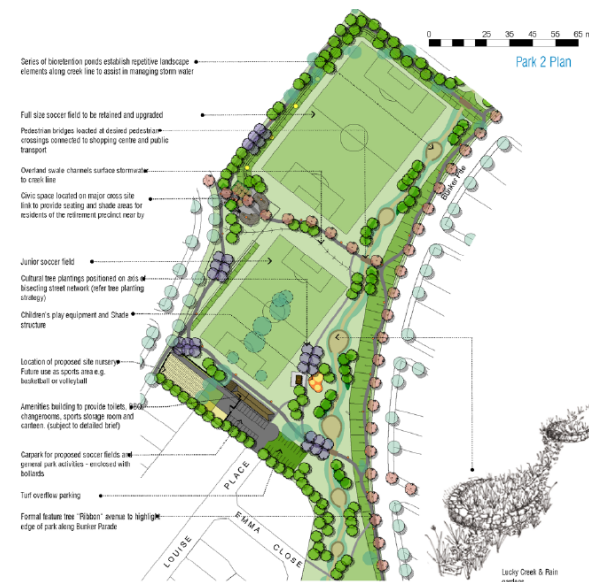 0 25 35 45 55 65 m
Park 2 Plan
Series of bioretention ponds establish repetitive landscape
elements along creek line to assist in managing storm water
Full size soccer field to be retained and upgraded
Pedestrian bridges located at desired pedestrian
crossings connected to shopping centre and public
transport
Overland swale channels surface stormwater
to creek line
Civic space located on major cross site
link to provide seating and shade areas for
residents of the retirement precinct near by
Junior soccer field
Cultural tree plantings positioned on axis of
bisecting street network (refer tree planting
strategy)
Children's play equipment and Shade
structure
Location of proposed site nursery
Future use as sports area e.g.
basketball or volleyball
Amenities building to provide toilets, BBQ
changerooms, sports storage room and
canteen. (subject to detailed brief)
Carpark for proposed soccer fields and
general park activities - enclosed with
bollards
Turf overflow parking
Formal feature tree "Ribbon" avenue to highlight
edge of park along Bunker Parade
Bunker Pde
LOUISE PLACE
EMMA CLOSE
Lucky Creek & Rain
gardens